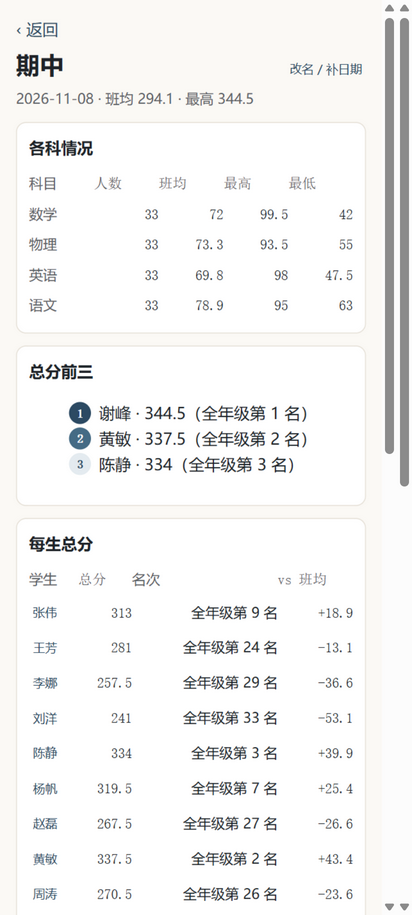 ‹ 返回
期中
改名 / 补日期
2026-11-08 · 班均 294.1 · 最高 344.5
各科情况
科目 人数 班均 最高 最低
数学 33 72 99.5 42
物理 33 73.3 93.5 55
英语 33 69.8 98 47.5
语文 33 78.9 95 63
总分前三
1 谢峰 · 344.5（全年级第 1 名）
2 黄敏 · 337.5（全年级第 2 名）
3 陈静 · 334（全年级第 3 名）
每生总分
学生 总分 名次 vs 班均
张伟 313 全年级第 9 名 +18.9
王芳 281 全年级第 24 名 −13.1
李娜 257.5 全年级第 29 名 −36.6
刘洋 241 全年级第 33 名 −53.1
陈静 334 全年级第 3 名 +39.9
杨帆 319.5 全年级第 7 名 +25.4
赵磊 267.5 全年级第 27 名 −26.6
黄敏 337.5 全年级第 2 名 +43.4
周涛 270.5 全年级第 26 名 −23.6